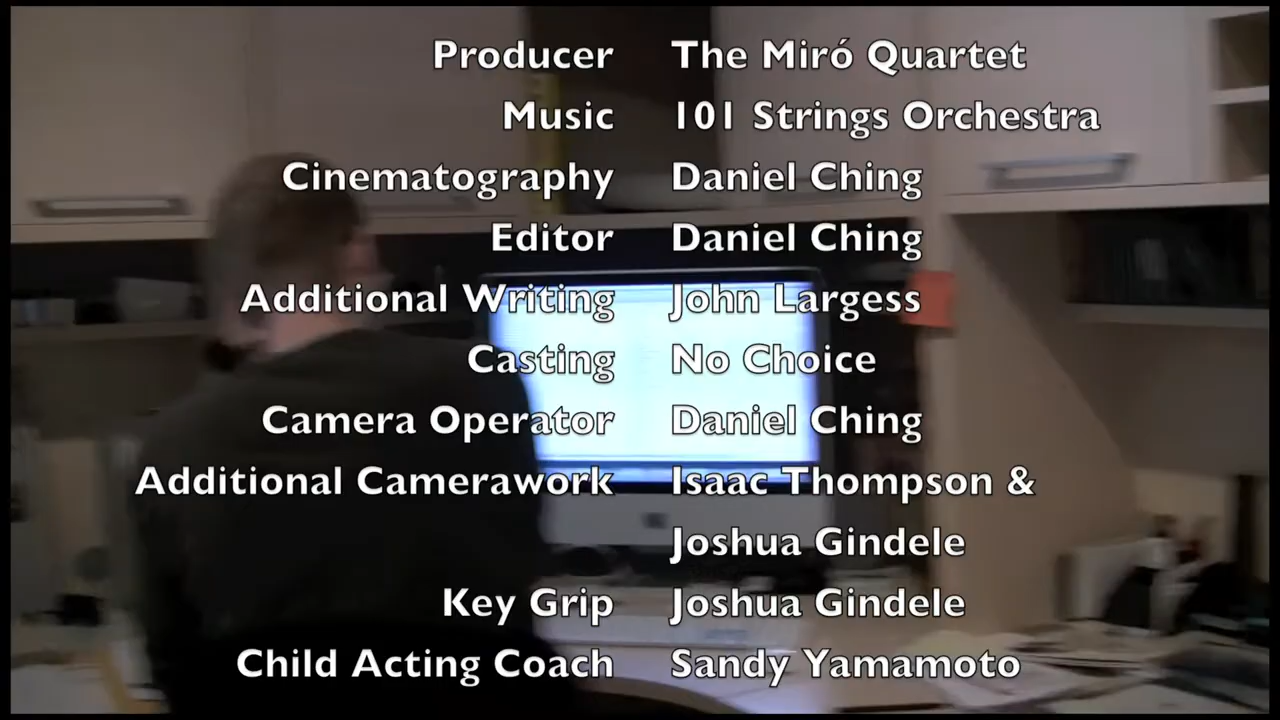 Producer The Miró Quartet
Music 101 Strings Orchestra
Cinematography Daniel Ching
Editor Daniel Ching
Additional Writing John Largess
Casting No Choice
Camera Operator Daniel Ching
Additional Camerawork Isaac Thompson &
Joshua Gindele
Key Grip Joshua Gindele
Child Acting Coach Sandy Yamamoto